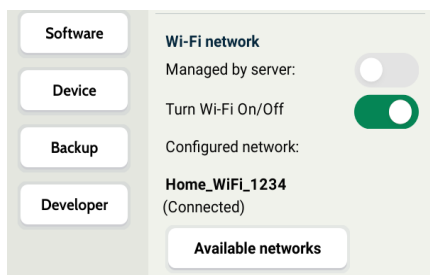 Software
Device
Backup
Developer
Wi-Fi network
Managed by server:
Turn Wi-Fi On/Off
Configured network:
Home_WiFi_1234
(Connected)
Available networks